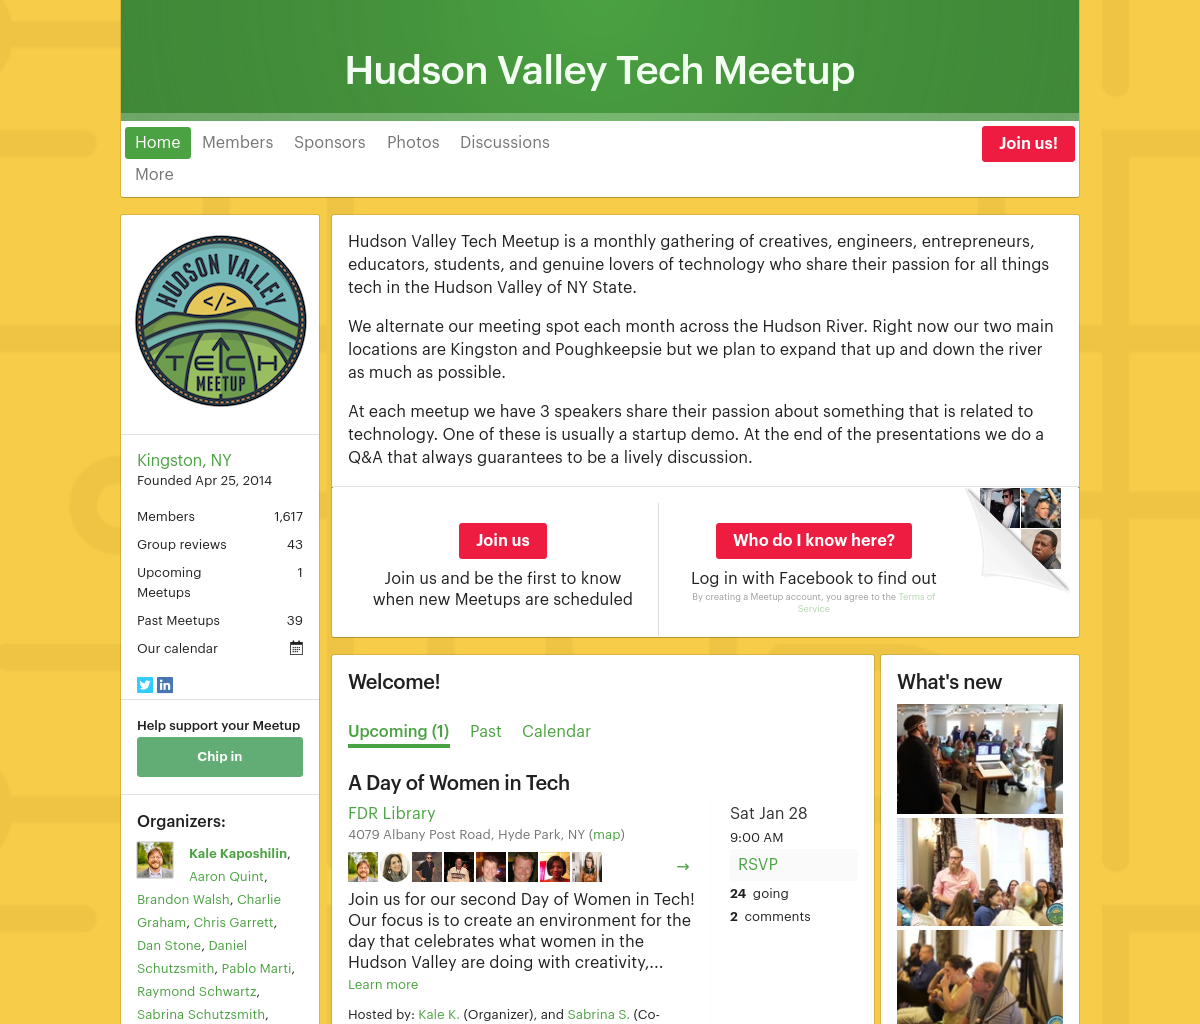 Hudson Valley Tech Meetup
Home
Members
Sponsors
Photos
Discussions
Join us!
More
HUDSON VALLEY
</>
TECH
MEETUP
Kingston, NY
Founded Apr 25, 2014
Members 1,617
Group reviews 43
Upcoming 1
Meetups
Past Meetups 39
Our calendar
Help support your Meetup
Chip in
Organizers:
Kale Kaposhilin,
Aaron Quint,
Brandon Walsh, Charlie
Graham, Chris Garrett,
Dan Stone, Daniel
Schutzsmith, Pablo Marti,
Raymond Schwartz,
Sabrina Schutzsmith,
Hudson Valley Tech Meetup is a monthly gathering of creatives, engineers, entrepreneurs,
educators, students, and genuine lovers of technology who share their passion for all things
tech in the Hudson Valley of NY State.
We alternate our meeting spot each month across the Hudson River. Right now our two main
locations are Kingston and Poughkeepsie but we plan to expand that up and down the river
as much as possible.
At each meetup we have 3 speakers share their passion about something that is related to
technology. One of these is usually a startup demo. At the end of the presentations we do a
Q&A that always guarantees to be a lively discussion.
Join us
Join us and be the first to know
when new Meetups are scheduled
Who do I know here?
Log in with Facebook to find out
By creating a Meetup account, you agree to the Terms of
Service
Welcome!
Upcoming (1)
Past
Calendar
A Day of Women in Tech
FDR Library
4079 Albany Post Road, Hyde Park, NY (map)
→
Join us for our second Day of Women in Tech!
Our focus is to create an environment for the
day that celebrates what women in the
Hudson Valley are doing with creativity,...
Learn more
Hosted by: Kale K. (Organizer), and Sabrina S. (Co-
Sat Jan 28
9:00 AM
RSVP
24 going
2 comments
What's new